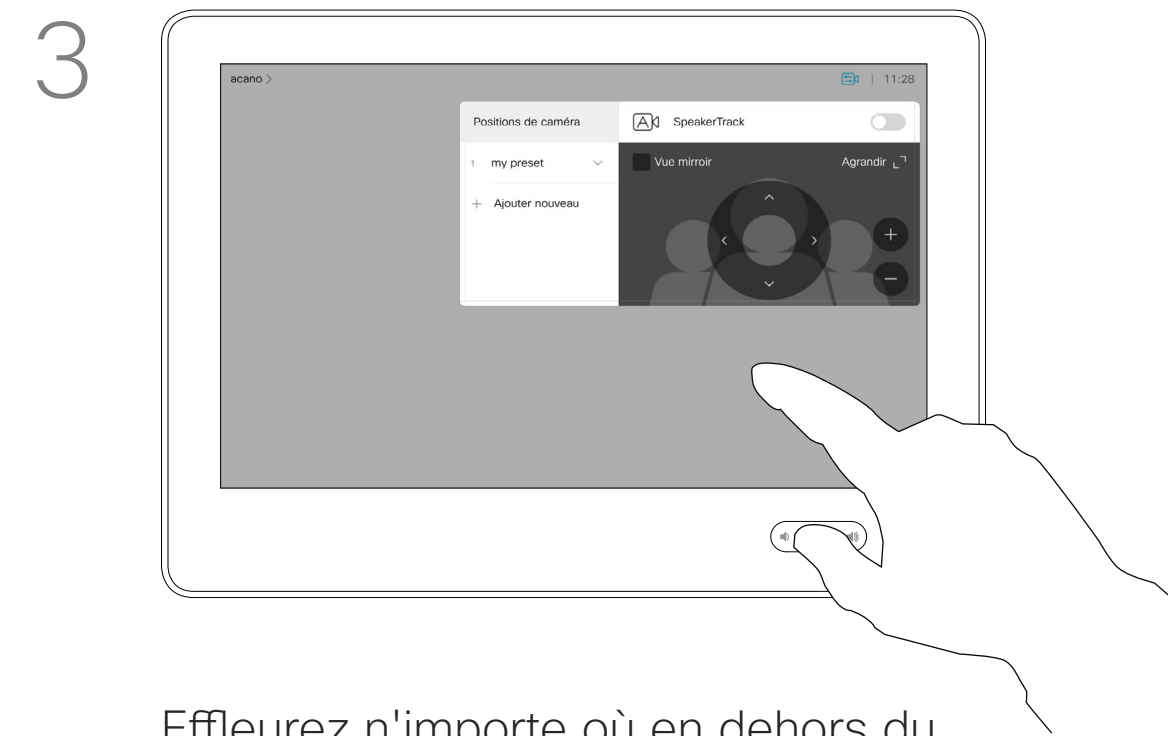 3
acano >
| 11:28
Positions de caméra
SpeakerTrack
1 my preset
Vue mirroir
Agrandir
+ Ajouter nouveau
Effleurez n'importe où en dehors du